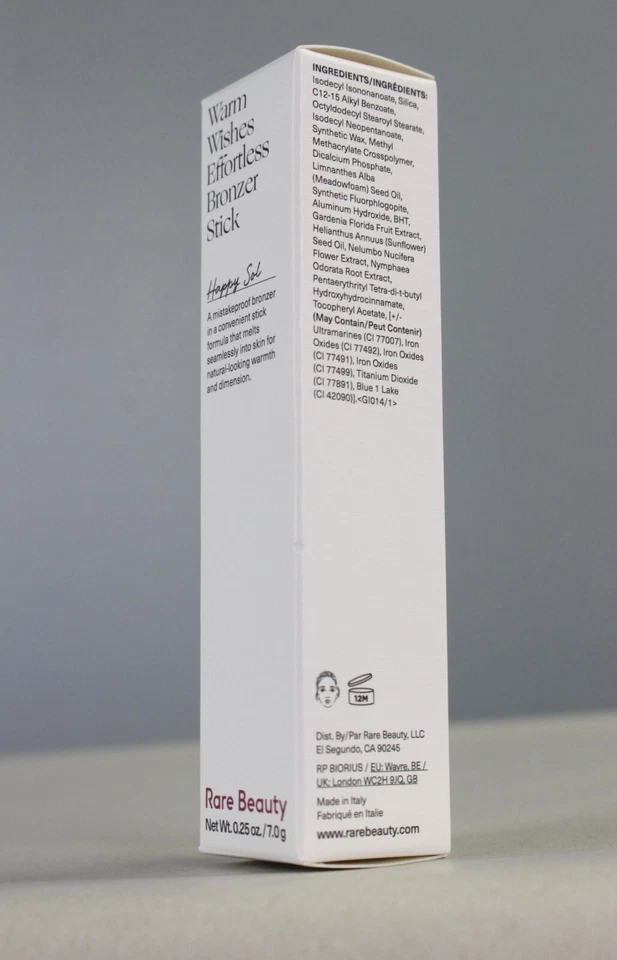 Warm
Wishes
Effortless
Bronzer
Stick
Happy Sol
A mistakeproof bronzer
in a convenient stick
formula that melts
seamlessly into skin for
natural-looking warmth
and dimension.
Rare Beauty
Net Wt. 0.25 oz. / 7.0 g
INGREDIENTS/INGRÉDIENTS:
Isodecyl Isononanoate, Silica,
C12-15 Alkyl Benzoate,
Octyldodecyl Stearoyl Stearate,
Isodecyl Neopentanoate,
Synthetic Wax, Methyl
Methacrylate Crosspolymer,
Dicalcium Phosphate,
Limnanthes Alba
(Meadowfoam) Seed Oil,
Synthetic Fluorphlogopite,
Aluminum Hydroxide, BHT,
Gardenia Florida Fruit Extract,
Helianthus Annuus (Sunflower)
Seed Oil, Nelumbo Nucifera
Flower Extract, Nymphaea
Odorata Root Extract,
Pentaerythrityl Tetra-di-t-butyl
Hydroxyhydrocinnamate,
Tocopheryl Acetate, [+/-
(May Contain/Peut Contenir)
Ultramarines (CI 77007), Iron
Oxides (CI 77492), Iron Oxides
(CI 77491), Iron Oxides
(CI 77499), Titanium Dioxide
(CI 77891), Blue 1 Lake
(CI 42090)].<GI014/1>
12M
Dist. By/Par Rare Beauty, LLC
El Segundo, CA 90245
RP BIORIUS / EU: Wavre, BE /
UK: London WC2H 9JQ, GB
Made in Italy
Fabriqué en Italie
www.rarebeauty.com